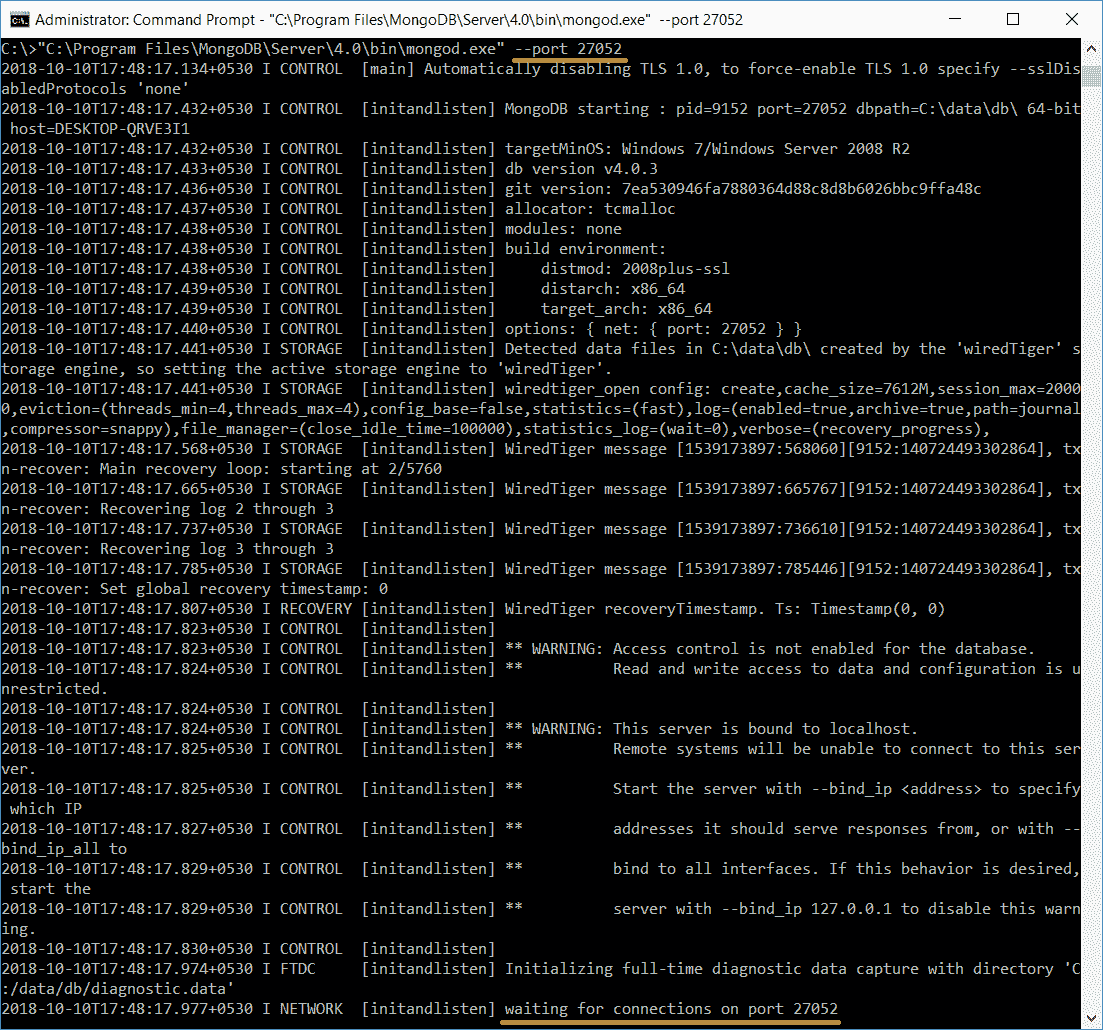 Administrator: Command Prompt - "C:\Program Files\MongoDB\Server\4.0\bin\mongod.exe"  --port 27052
C:\>"C:\Program Files\MongoDB\Server\4.0\bin\mongod.exe" --port 27052
2018-10-10T17:48:17.134+0530 I CONTROL  [main] Automatically disabling TLS 1.0, to force-enable TLS 1.0 specify --sslDis
abledProtocols 'none'
2018-10-10T17:48:17.432+0530 I CONTROL  [initandlisten] MongoDB starting : pid=9152 port=27052 dbpath=C:\data\db\ 64-bit
 host=DESKTOP-QRVE3I1
2018-10-10T17:48:17.432+0530 I CONTROL  [initandlisten] targetMinOS: Windows 7/Windows Server 2008 R2
2018-10-10T17:48:17.433+0530 I CONTROL  [initandlisten] db version v4.0.3
2018-10-10T17:48:17.436+0530 I CONTROL  [initandlisten] git version: 7ea530946fa7880364d88c8d8b6026bbc9ffa48c
2018-10-10T17:48:17.437+0530 I CONTROL  [initandlisten] allocator: tcmalloc
2018-10-10T17:48:17.438+0530 I CONTROL  [initandlisten] modules: none
2018-10-10T17:48:17.438+0530 I CONTROL  [initandlisten] build environment:
2018-10-10T17:48:17.438+0530 I CONTROL  [initandlisten]     distmod: 2008plus-ssl
2018-10-10T17:48:17.439+0530 I CONTROL  [initandlisten]     distarch: x86_64
2018-10-10T17:48:17.439+0530 I CONTROL  [initandlisten]     target_arch: x86_64
2018-10-10T17:48:17.440+0530 I CONTROL  [initandlisten] options: { net: { port: 27052 } }
2018-10-10T17:48:17.441+0530 I STORAGE  [initandlisten] Detected data files in C:\data\db\ created by the 'wiredTiger' s
torage engine, so setting the active storage engine to 'wiredTiger'.
2018-10-10T17:48:17.441+0530 I STORAGE  [initandlisten] wiredtiger_open config: create,cache_size=7612M,session_max=2000
0,eviction=(threads_min=4,threads_max=4),config_base=false,statistics=(fast),log=(enabled=true,archive=true,path=journal
,compressor=snappy),file_manager=(close_idle_time=100000),statistics_log=(wait=0),verbose=(recovery_progress),
2018-10-10T17:48:17.568+0530 I STORAGE  [initandlisten] WiredTiger message [1539173897:568060][9152:140724493302864], tx
n-recover: Main recovery loop: starting at 2/5760
2018-10-10T17:48:17.665+0530 I STORAGE  [initandlisten] WiredTiger message [1539173897:665767][9152:140724493302864], tx
n-recover: Recovering log 2 through 3
2018-10-10T17:48:17.737+0530 I STORAGE  [initandlisten] WiredTiger message [1539173897:736610][9152:140724493302864], tx
n-recover: Recovering log 3 through 3
2018-10-10T17:48:17.785+0530 I STORAGE  [initandlisten] WiredTiger message [1539173897:785446][9152:140724493302864], tx
n-recover: Set global recovery timestamp: 0
2018-10-10T17:48:17.807+0530 I RECOVERY [initandlisten] WiredTiger recoveryTimestamp. Ts: Timestamp(0, 0)
2018-10-10T17:48:17.823+0530 I CONTROL  [initandlisten]
2018-10-10T17:48:17.823+0530 I CONTROL  [initandlisten] ** WARNING: Access control is not enabled for the database.
2018-10-10T17:48:17.824+0530 I CONTROL  [initandlisten] **          Read and write access to data and configuration is u
nrestricted.
2018-10-10T17:48:17.824+0530 I CONTROL  [initandlisten]
2018-10-10T17:48:17.824+0530 I CONTROL  [initandlisten] ** WARNING: This server is bound to localhost.
2018-10-10T17:48:17.825+0530 I CONTROL  [initandlisten] **          Remote systems will be unable to connect to this ser
ver.
2018-10-10T17:48:17.825+0530 I CONTROL  [initandlisten] **          Start the server with --bind_ip <address> to specify
 which IP
2018-10-10T17:48:17.827+0530 I CONTROL  [initandlisten] **          addresses it should serve responses from, or with --
bind_ip_all to
2018-10-10T17:48:17.829+0530 I CONTROL  [initandlisten] **          bind to all interfaces. If this behavior is desired,
 start the
2018-10-10T17:48:17.829+0530 I CONTROL  [initandlisten] **          server with --bind_ip 127.0.0.1 to disable this warn
ing.
2018-10-10T17:48:17.830+0530 I CONTROL  [initandlisten]
2018-10-10T17:48:17.974+0530 I FTDC     [initandlisten] Initializing full-time diagnostic data capture with directory 'C
:/data/db/diagnostic.data'
2018-10-10T17:48:17.977+0530 I NETWORK  [initandlisten] waiting for connections on port 27052